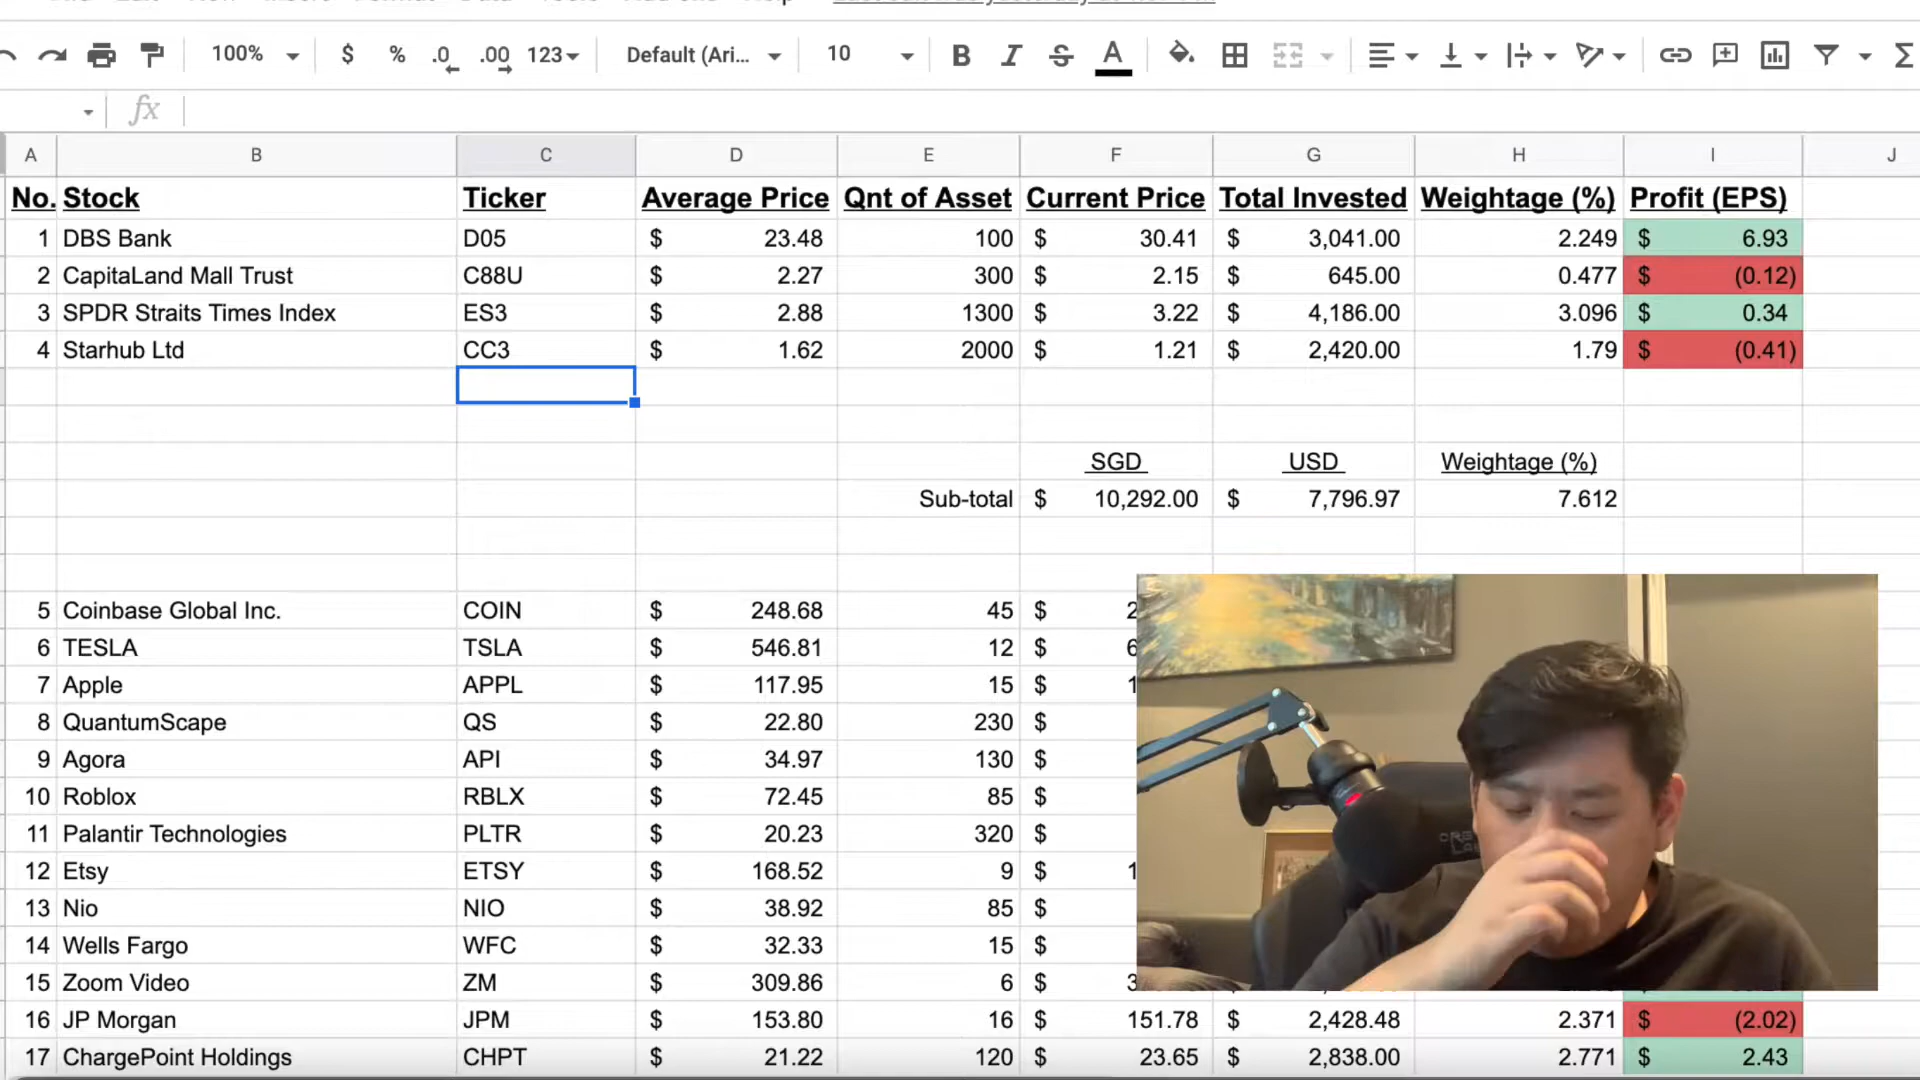 100% $ % .0 .00 123 Default (Ari... 10 B I S A
fx
A B C D E F G H I J
No. Stock Ticker Average Price Qnt of Asset Current Price Total Invested Weightage (%) Profit (EPS)
1 DBS Bank D05 $ 23.48 100 $ 30.41 $ 3,041.00 2.249 $ 6.93
2 CapitaLand Mall Trust C88U $ 2.27 300 $ 2.15 $ 645.00 0.477 $ (0.12)
3 SPDR Straits Times Index ES3 $ 2.88 1300 $ 3.22 $ 4,186.00 3.096 $ 0.34
4 Starhub Ltd CC3 $ 1.62 2000 $ 1.21 $ 2,420.00 1.79 $ (0.41)
SGD USD Weightage (%)
Sub-total $ 10,292.00 $ 7,796.97 7.612
5 Coinbase Global Inc. COIN $ 248.68 45 $ 2
6 TESLA TSLA $ 546.81 12 $ 6
7 Apple APPL $ 117.95 15 $ 1
8 QuantumScape QS $ 22.80 230 $
9 Agora API $ 34.97 130 $
10 Roblox RBLX $ 72.45 85 $
11 Palantir Technologies PLTR $ 20.23 320 $
12 Etsy ETSY $ 168.52 9 $ 1
13 Nio NIO $ 38.92 85 $
14 Wells Fargo WFC $ 32.33 15 $
15 Zoom Video ZM $ 309.86 6 $ 3
16 JP Morgan JPM $ 153.80 16 $ 151.78 $ 2,428.48 2.371 $ (2.02)
17 ChargePoint Holdings CHPT $ 21.22 120 $ 23.65 $ 2,838.00 2.771 $ 2.43